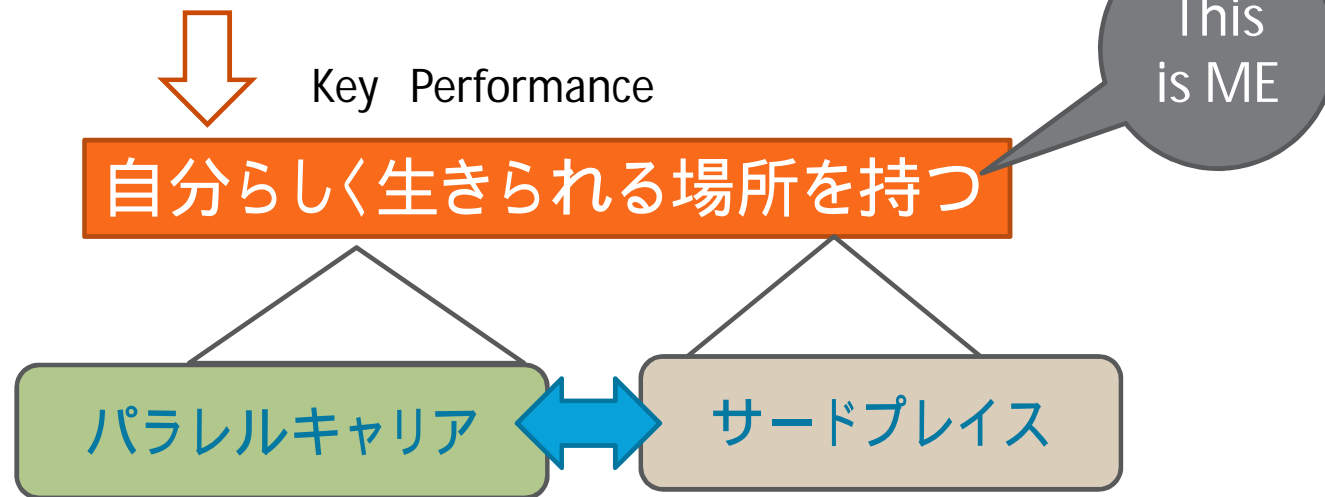 This
is ME
Key Performance
自分らしく生きられる場所を持つ
パラレルキャリア
サードプレイス